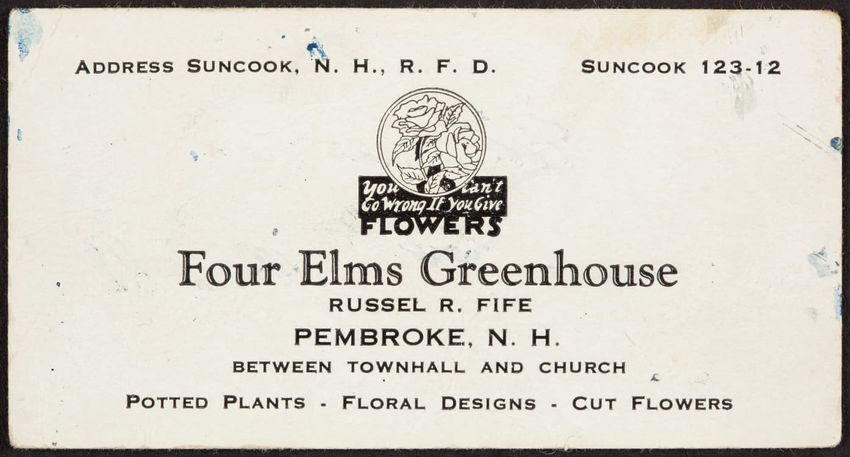 ADDRESS SUNCOOK, N. H., R. F. D. SUNCOOK 123-12
You Can't
Go Wrong If You Give
FLOWERS
Four Elms Greenhouse
RUSSEL R. FIFE
PEMBROKE, N. H.
BETWEEN TOWNHALL AND CHURCH
POTTED PLANTS - FLORAL DESIGNS - CUT FLOWERS